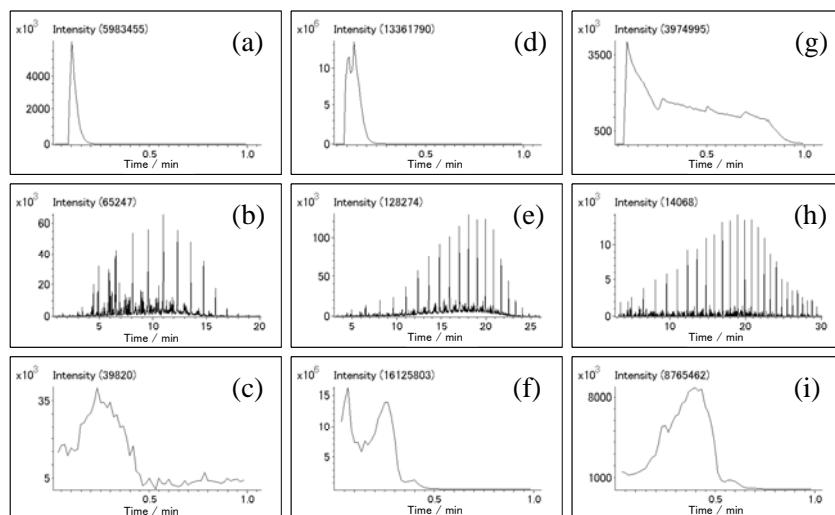 x10³ Intensity (5983455) (a)
4000
2000
0
0.5 1.0
Time / min
x10⁶ Intensity (13361790) (d)
10
5
0
0.5 1.0
Time / min
x10³ Intensity (3974995) (g)
3500
500
0.5 1.0
Time / min
x10³ Intensity (65247) (b)
60
40
20
0
5 10 15 20
Time / min
x10³ Intensity (128274) (e)
100
50
0
5 10 15 20 25
Time / min
x10³ Intensity (14068) (h)
10
5
0
10 20 30
Time / min
x10³ Intensity (39820) (c)
35
5
0.5 1.0
Time / min
x10⁶ Intensity (16125803) (f)
15
10
5
0
0.5 1.0
Time / min
x10³ Intensity (8765462) (i)
8000
1000
0.5 1.0
Time / min